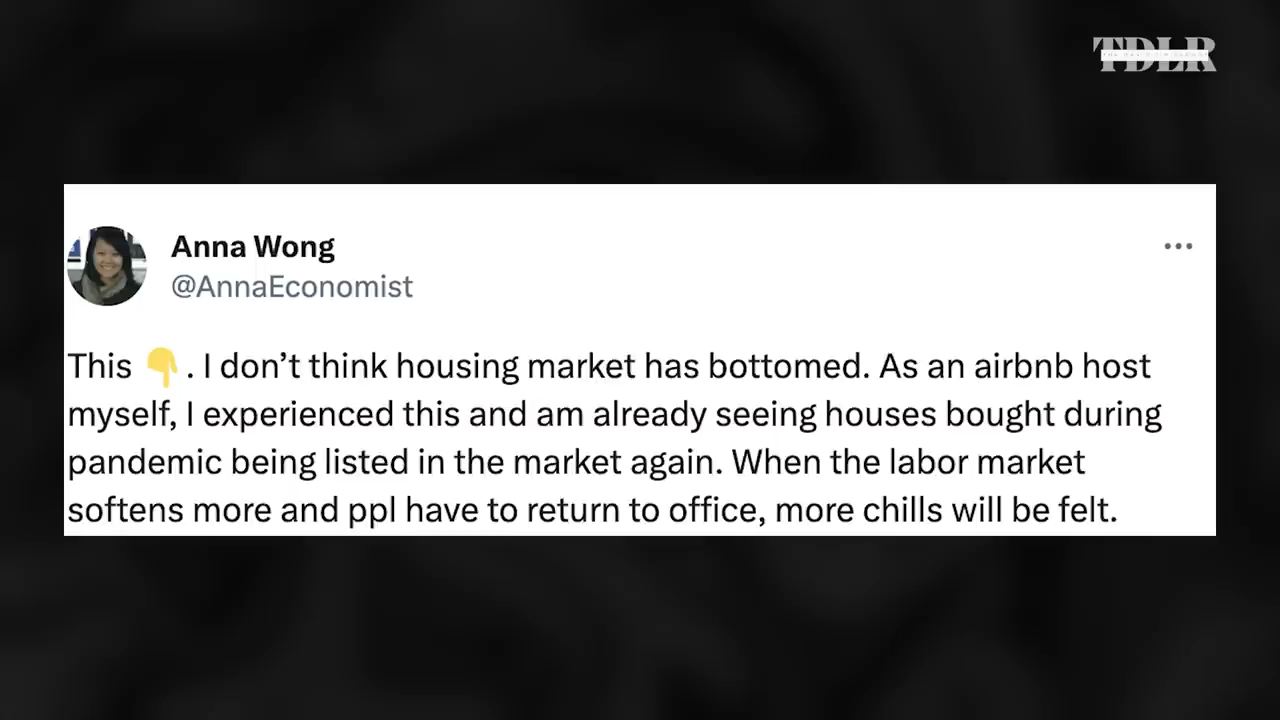 TDLR
Anna Wong
@AnnaEconomist
This 👇. I don’t think housing market has bottomed. As an airbnb host
myself, I experienced this and am already seeing houses bought during
pandemic being listed in the market again. When the labor market
softens more and ppl have to return to office, more chills will be felt.